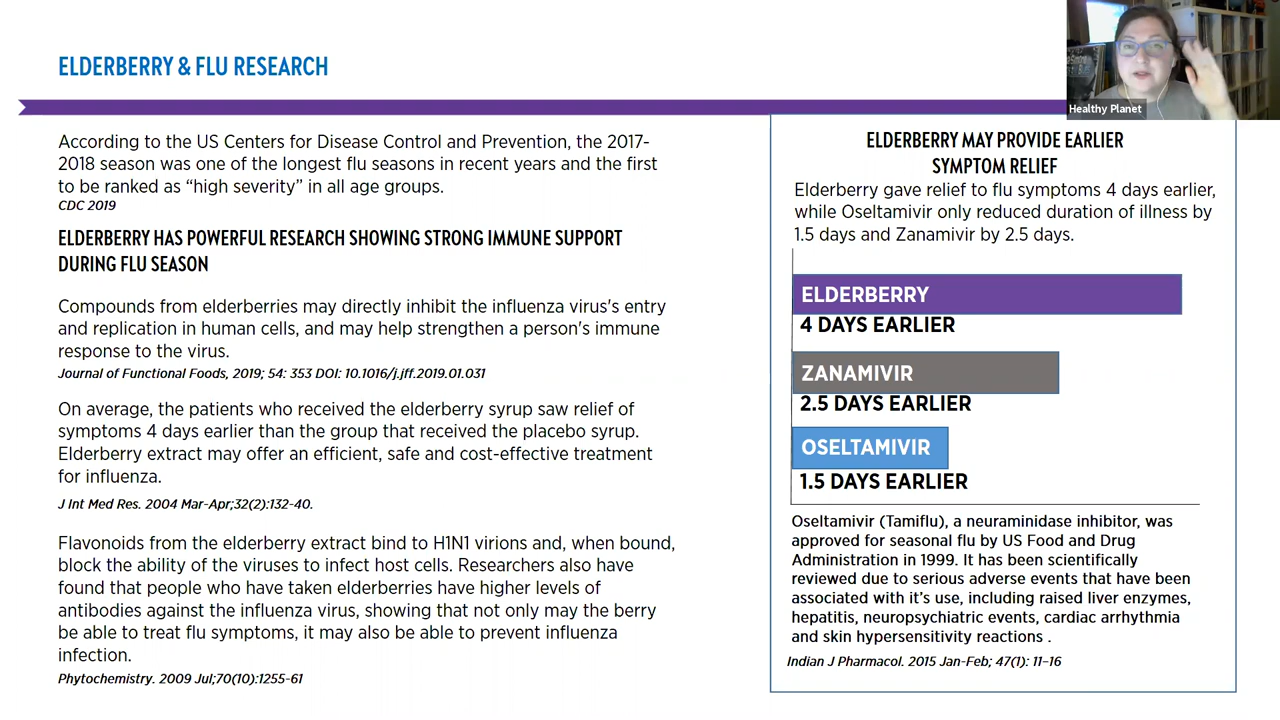 ELDERBERRY & FLU RESEARCH
Healthy Planet
According to the US Centers for Disease Control and Prevention, the 2017-
2018 season was one of the longest flu seasons in recent years and the first
to be ranked as “high severity” in all age groups.
CDC 2019
ELDERBERRY HAS POWERFUL RESEARCH SHOWING STRONG IMMUNE SUPPORT
DURING FLU SEASON
Compounds from elderberries may directly inhibit the influenza virus's entry
and replication in human cells, and may help strengthen a person's immune
response to the virus.
Journal of Functional Foods, 2019; 54: 353 DOI: 10.1016/j.jff.2019.01.031
On average, the patients who received the elderberry syrup saw relief of
symptoms 4 days earlier than the group that received the placebo syrup.
Elderberry extract may offer an efficient, safe and cost-effective treatment
for influenza.
J Int Med Res. 2004 Mar-Apr;32(2):132-40.
Flavonoids from the elderberry extract bind to H1N1 virions and, when bound,
block the ability of the viruses to infect host cells. Researchers also have
found that people who have taken elderberries have higher levels of
antibodies against the influenza virus, showing that not only may the berry
be able to treat flu symptoms, it may also be able to prevent influenza
infection.
Phytochemistry. 2009 Jul;70(10):1255-61
ELDERBERRY MAY PROVIDE EARLIER
SYMPTOM RELIEF
Elderberry gave relief to flu symptoms 4 days earlier,
while Oseltamivir only reduced duration of illness by
1.5 days and Zanamivir by 2.5 days.
ELDERBERRY
4 DAYS EARLIER
ZANAMIVIR
2.5 DAYS EARLIER
OSELTAMIVIR
1.5 DAYS EARLIER
Oseltamivir (Tamiflu), a neuraminidase inhibitor, was
approved for seasonal flu by US Food and Drug
Administration in 1999. It has been scientifically
reviewed due to serious adverse events that have been
associated with it’s use, including raised liver enzymes,
hepatitis, neuropsychiatric events, cardiac arrhythmia
and skin hypersensitivity reactions .
Indian J Pharmacol. 2015 Jan-Feb; 47(1): 11–16